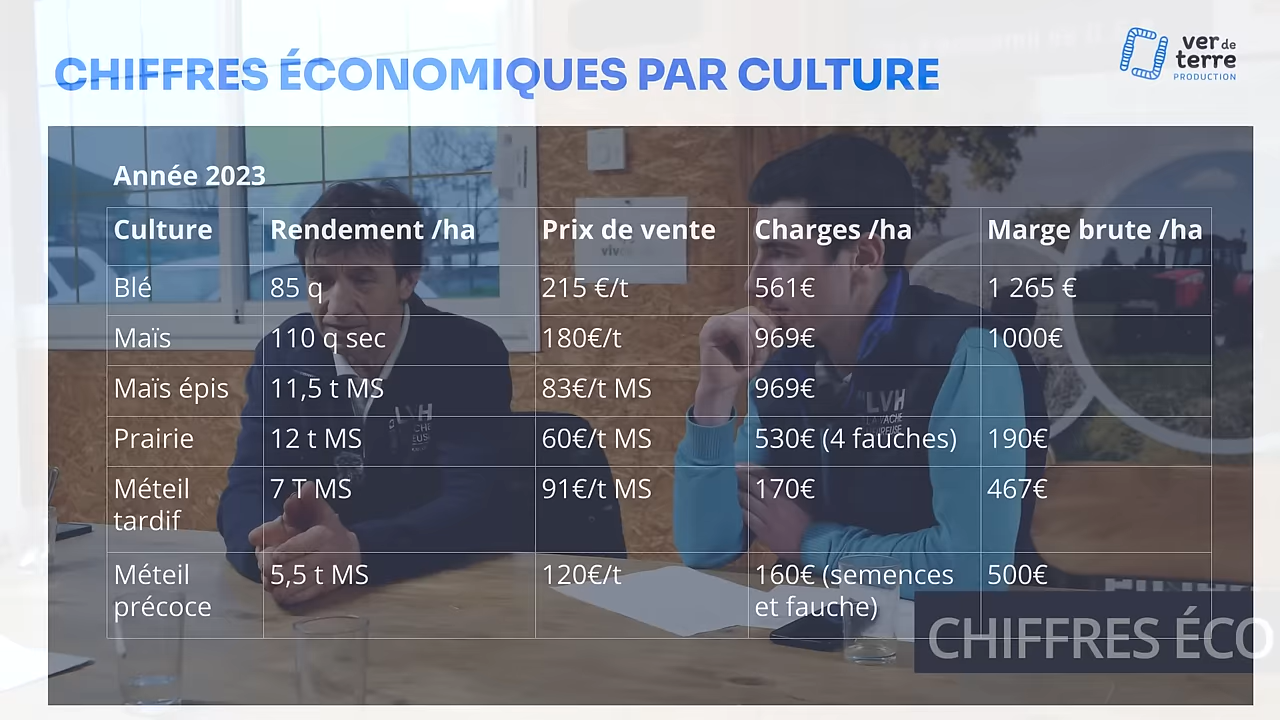 CHIFFRES ÉCONOMIQUES PAR CULTURE
ver de
terre
PRODUCTION
Année 2023
Culture Rendement /ha Prix de vente Charges /ha Marge brute /ha
Blé 85 q 215 €/t 561€ 1 265 €
Maïs 110 q sec 180€/t 969€ 1000€
Maïs épis 11,5 t MS 83€/t MS 969€
Prairie 12 t MS 60€/t MS 530€ (4 fauches) 190€
Méteil tardif 7 T MS 91€/t MS 170€ 467€
Méteil précoce 5,5 t MS 120€/t 160€ (semences et fauche) 500€
LVH
LVH
CHIFFRES ÉCO